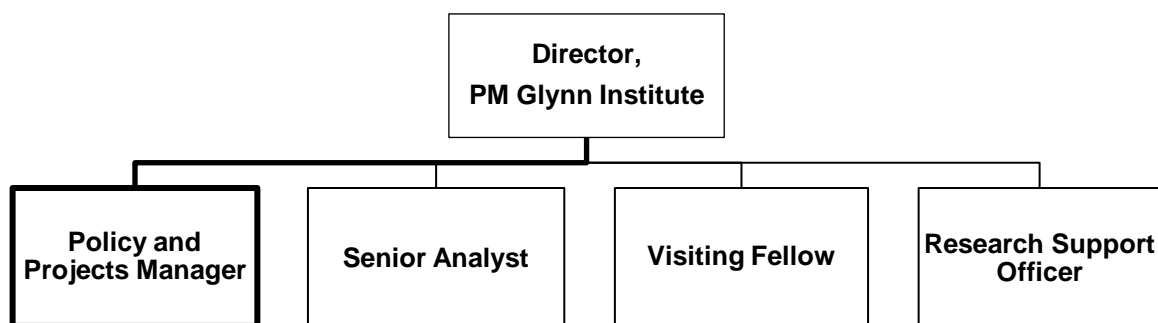 Director,
PM Glynn Institute
Policy and
Projects Manager
Senior Analyst
Visiting Fellow
Research Support
Officer